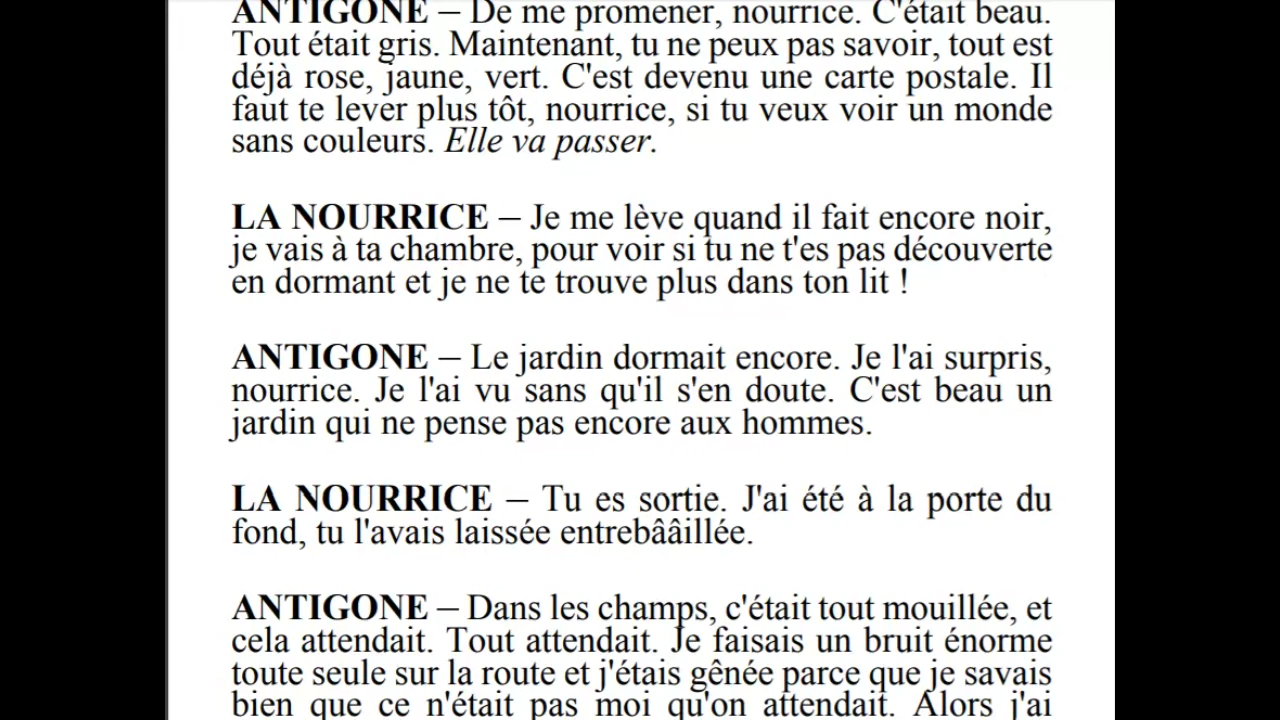 ANTIGONE – De me promener, nourrice. C'était beau.
Tout était gris. Maintenant, tu ne peux pas savoir, tout est
déjà rose, jaune, vert. C'est devenu une carte postale. Il
faut te lever plus tôt, nourrice, si tu veux voir un monde
sans couleurs. Elle va passer.
LA NOURRICE – Je me lève quand il fait encore noir,
je vais à ta chambre, pour voir si tu ne t'es pas découverte
en dormant et je ne te trouve plus dans ton lit !
ANTIGONE – Le jardin dormait encore. Je l'ai surpris,
nourrice. Je l'ai vu sans qu'il s'en doute. C'est beau un
jardin qui ne pense pas encore aux hommes.
LA NOURRICE – Tu es sortie. J'ai été à la porte du
fond, tu l'avais laissée entrebââillée.
ANTIGONE – Dans les champs, c'était tout mouillée, et
cela attendait. Tout attendait. Je faisais un bruit énorme
toute seule sur la route et j'étais gênée parce que je savais
bien que ce n'était pas moi qu'on attendait. Alors j'ai